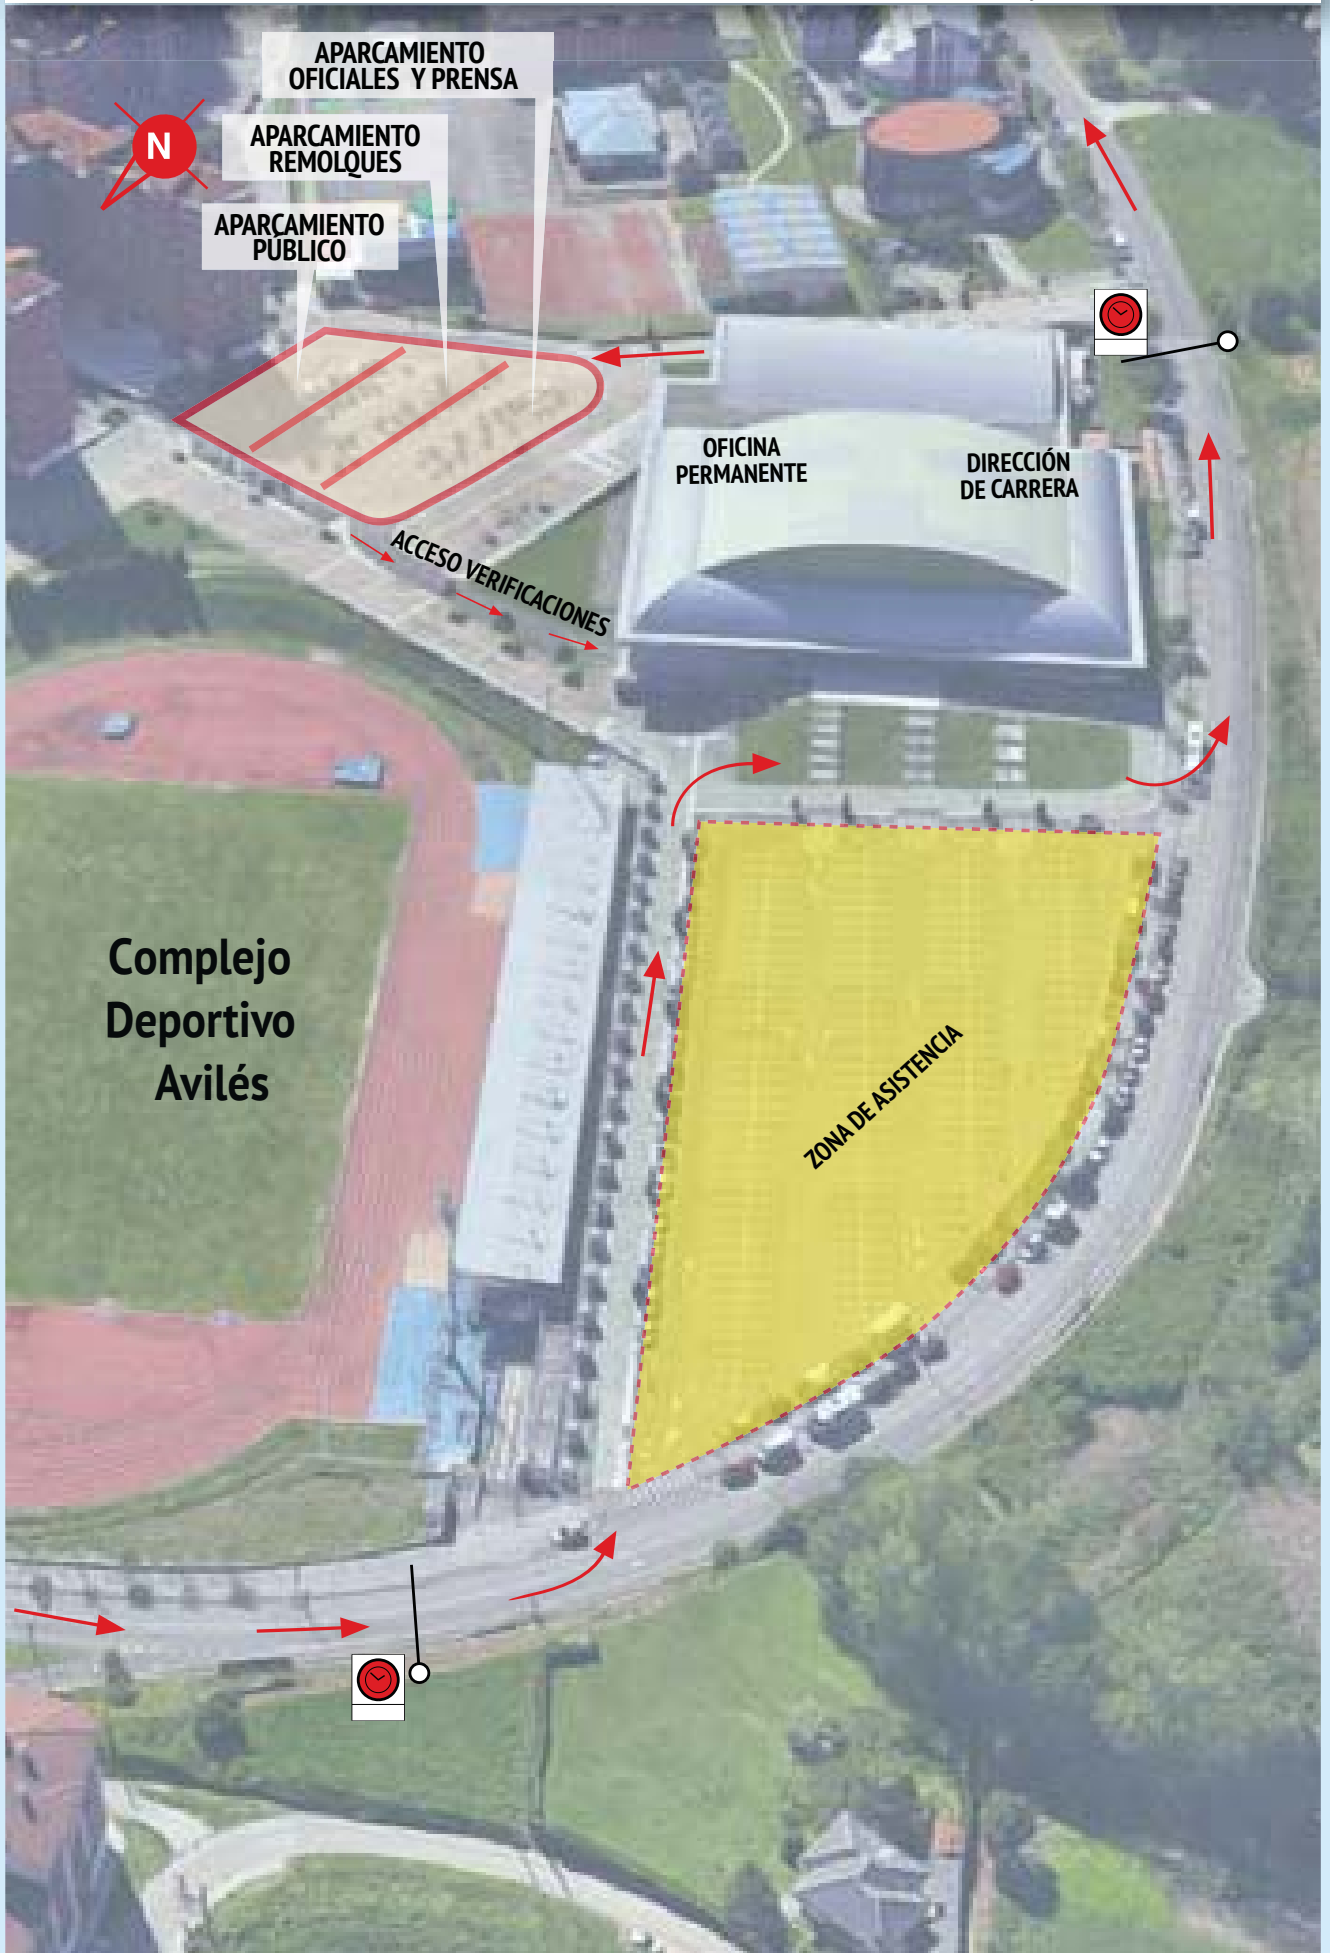 APARCAMIENTO
OFICIALES Y PRENSA
N
APARCAMIENTO
REMOLQUES
APARCAMIENTO
PÚBLICO
OFICINA
PERMANENTE
DIRECCIÓN
DE CARRERA
ACCESO VERIFICACIONES
Complejo
Deportivo
Avilés
ZONA DE ASISTENCIA